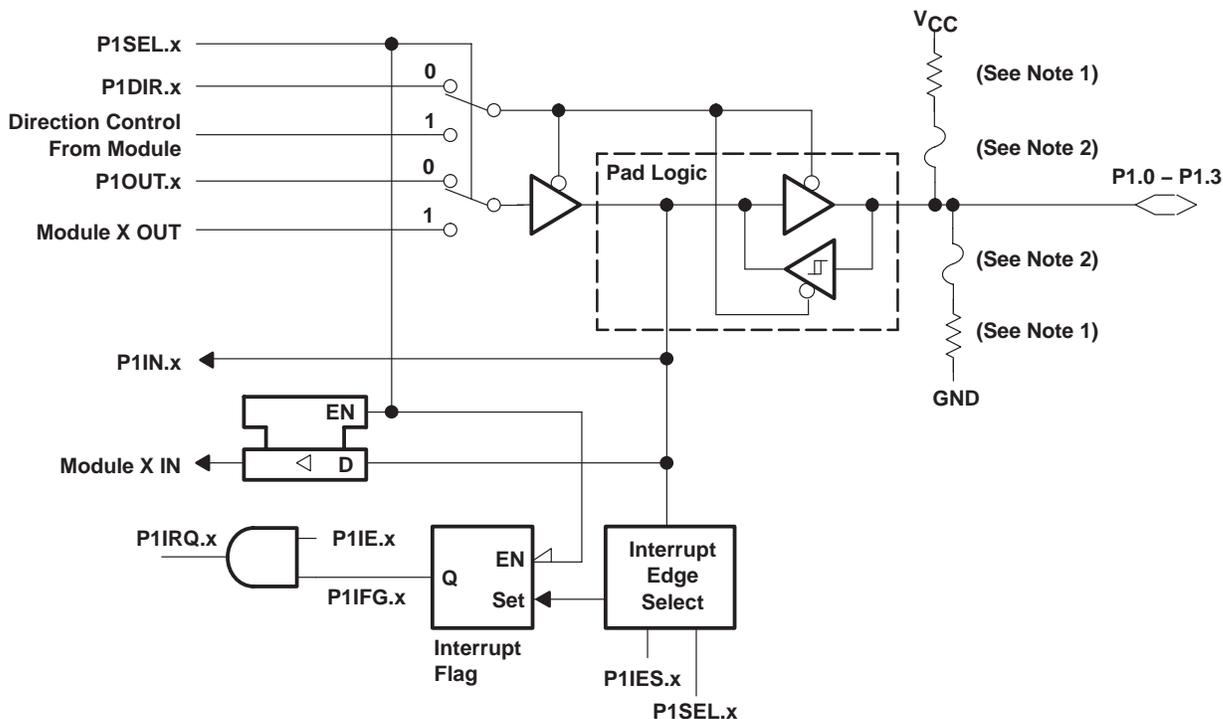 VCC
P1SEL.x
0
(See Note 1)
P1DIR.x
Direction Control
From Module
1
(See Note 2)
Pad Logic
P1.0 – P1.3
0
P1OUT.x
1
Module X OUT
(See Note 2)
(See Note 1)
P1IN.x
GND
EN
Module X IN
D
P1IRQ.x
P1IE.x
P1IFG.x
Q
EN
Set
Interrupt
Edge
Select
Interrupt
Flag
P1IES.x
P1SEL.x